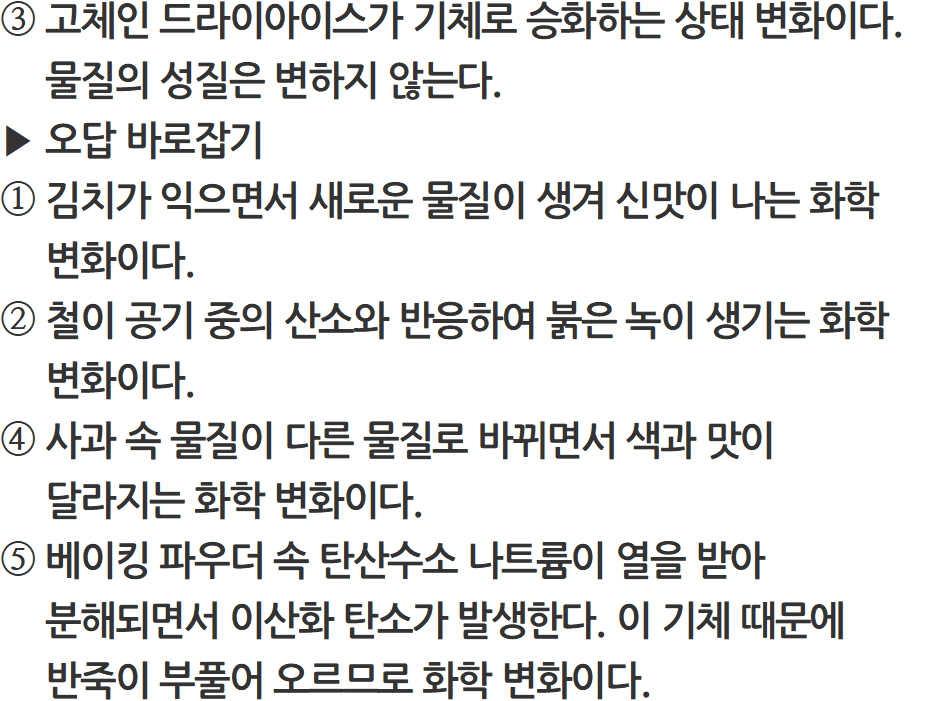 ③ 고체인 드라이아이스가 기체로 승화하는 상태 변화이다.
물질의 성질은 변하지 않는다.
▶ 오답 바로잡기
① 김치가 익으면서 새로운 물질이 생겨 신맛이 나는 화학
변화이다.
② 철이 공기 중의 산소와 반응하여 붉은 녹이 생기는 화학
변화이다.
④ 사과 속 물질이 다른 물질로 바뀌면서 색과 맛이
달라지는 화학 변화이다.
⑤ 베이킹 파우더 속 탄산수소 나트륨이 열을 받아
분해되면서 이산화 탄소가 발생한다. 이 기체 때문에
반죽이 부풀어 오르므로 화학 변화이다.